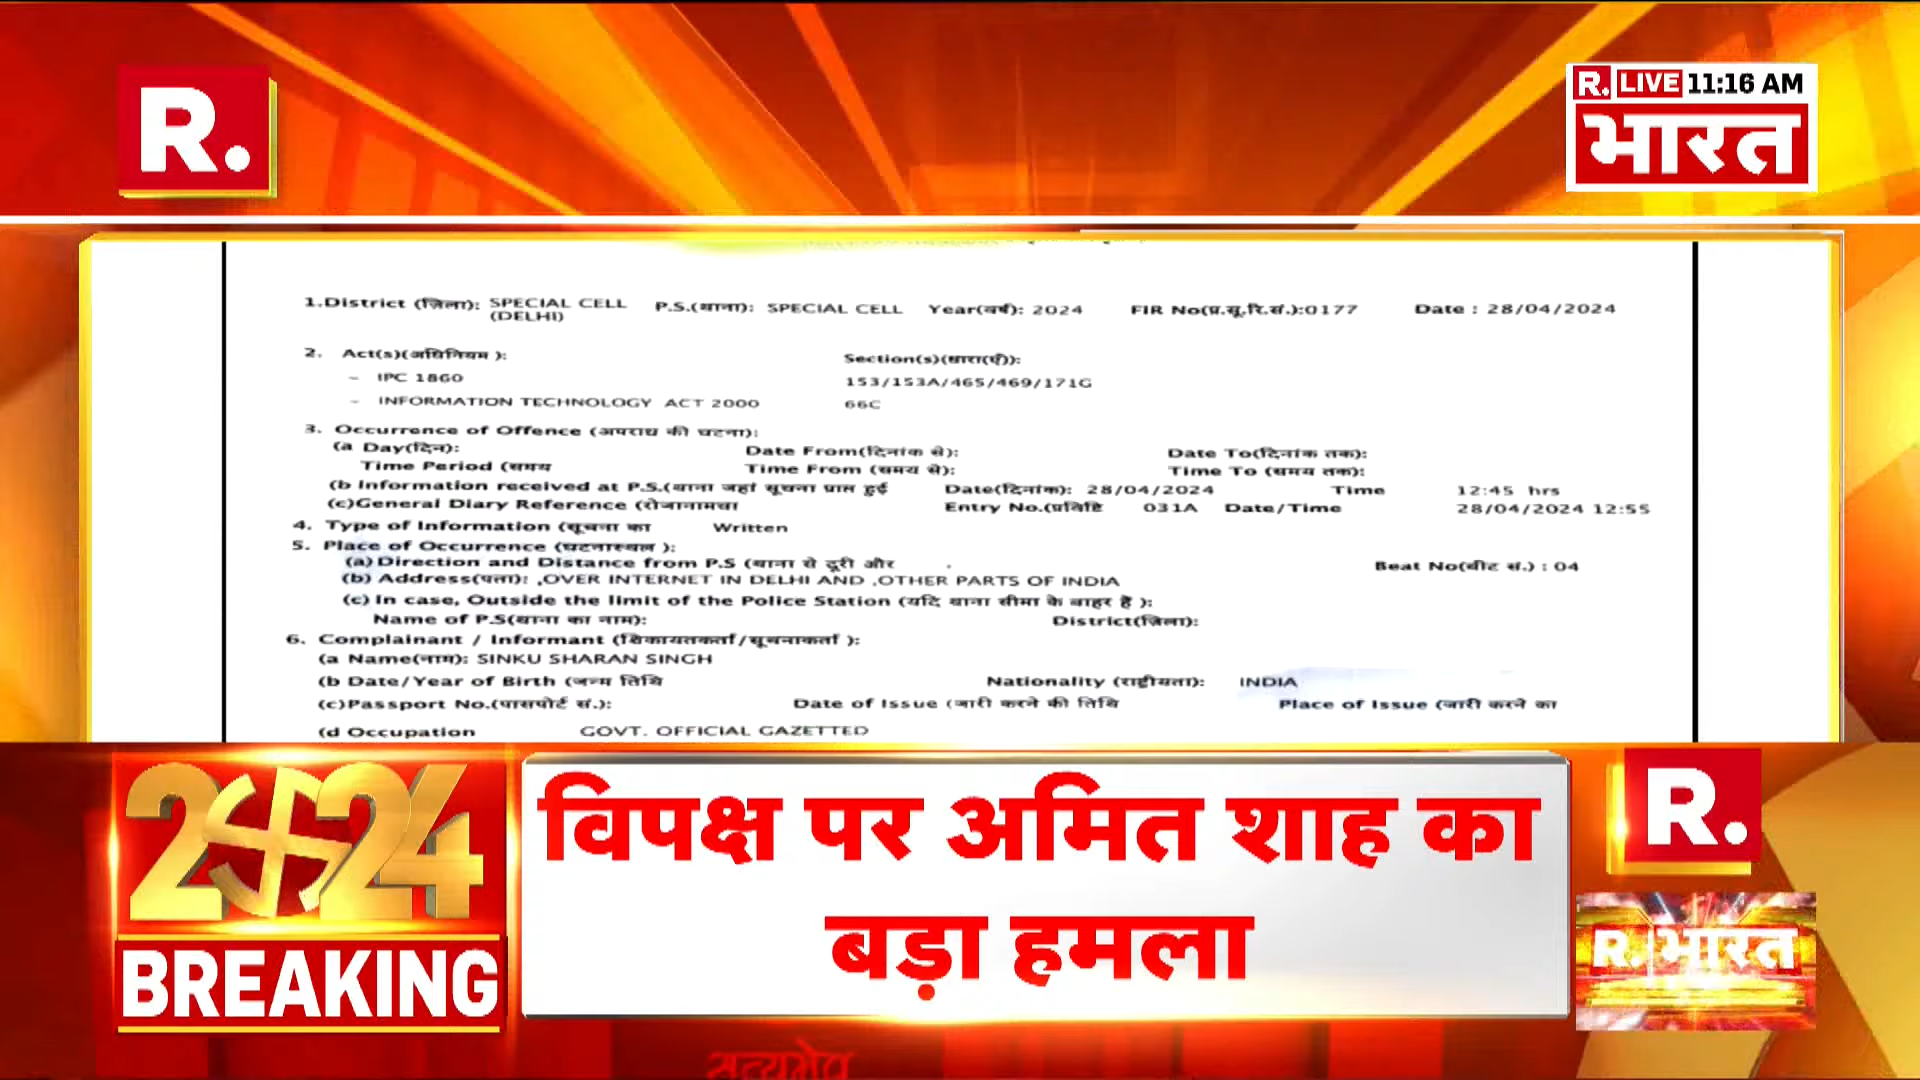 R.
R. LIVE 11:16 AM
भारत
1.District (ज़िला): SPECIAL CELL (DELHI) P.S.(थाना): SPECIAL CELL Year(वर्ष): 2024 FIR No(प्र.सू.रि.सं.):0177 Date : 28/04/2024
2. Act(s)(अधिनियम ): Section(s)(धारा(एँ)):
- IPC 1860 153/153A/465/469/171G
- INFORMATION TECHNOLOGY ACT 2000 66C
3. Occurrence of Offence (अपराध की घटना):
(a Day(दिन): Date From(दिनांक से): Date To(दिनांक तक):
Time Period (समय Time From (समय से): Time To (समय तक):
(b Information received at P.S.(थाना जहां सूचना प्राप्त हुई Date(दिनांक): 28/04/2024 Time 12:45 hrs
(c)General Diary Reference (रोजानामचा Entry No.(प्रविष्टि 031A Date/Time 28/04/2024 12:55
4. Type of Information (सूचना का Written
5. Place of Occurrence (घटनास्थल ):
(a) Direction and Distance from P.S (थाना से दूरी और Beat No(बीट सं.) : 04
(b) Address(पता): ,OVER INTERNET IN DELHI AND ,OTHER PARTS OF INDIA
(c) In case, Outside the limit of the Police Station (यदि थाना सीमा के बाहर हैं ):
Name of P.S(थाना का नाम): District(ज़िला):
6. Complainant / Informant (शिकायतकर्ता/सूचनाकर्ता ):
(a Name(नाम): SINKU SHARAN SINGH
(b Date/Year of Birth (जन्म तिथि Nationality (राष्ट्रीयता): INDIA
(c)Passport No.(पासपोर्ट सं.): Date of Issue (जारी करने की तिथि Place of Issue (जारी करने का
(d Occupation GOVT. OFFICIAL GAZETTED
2024
BREAKING
विपक्ष पर अमित शाह का
बड़ा हमला
R.
R. भारत